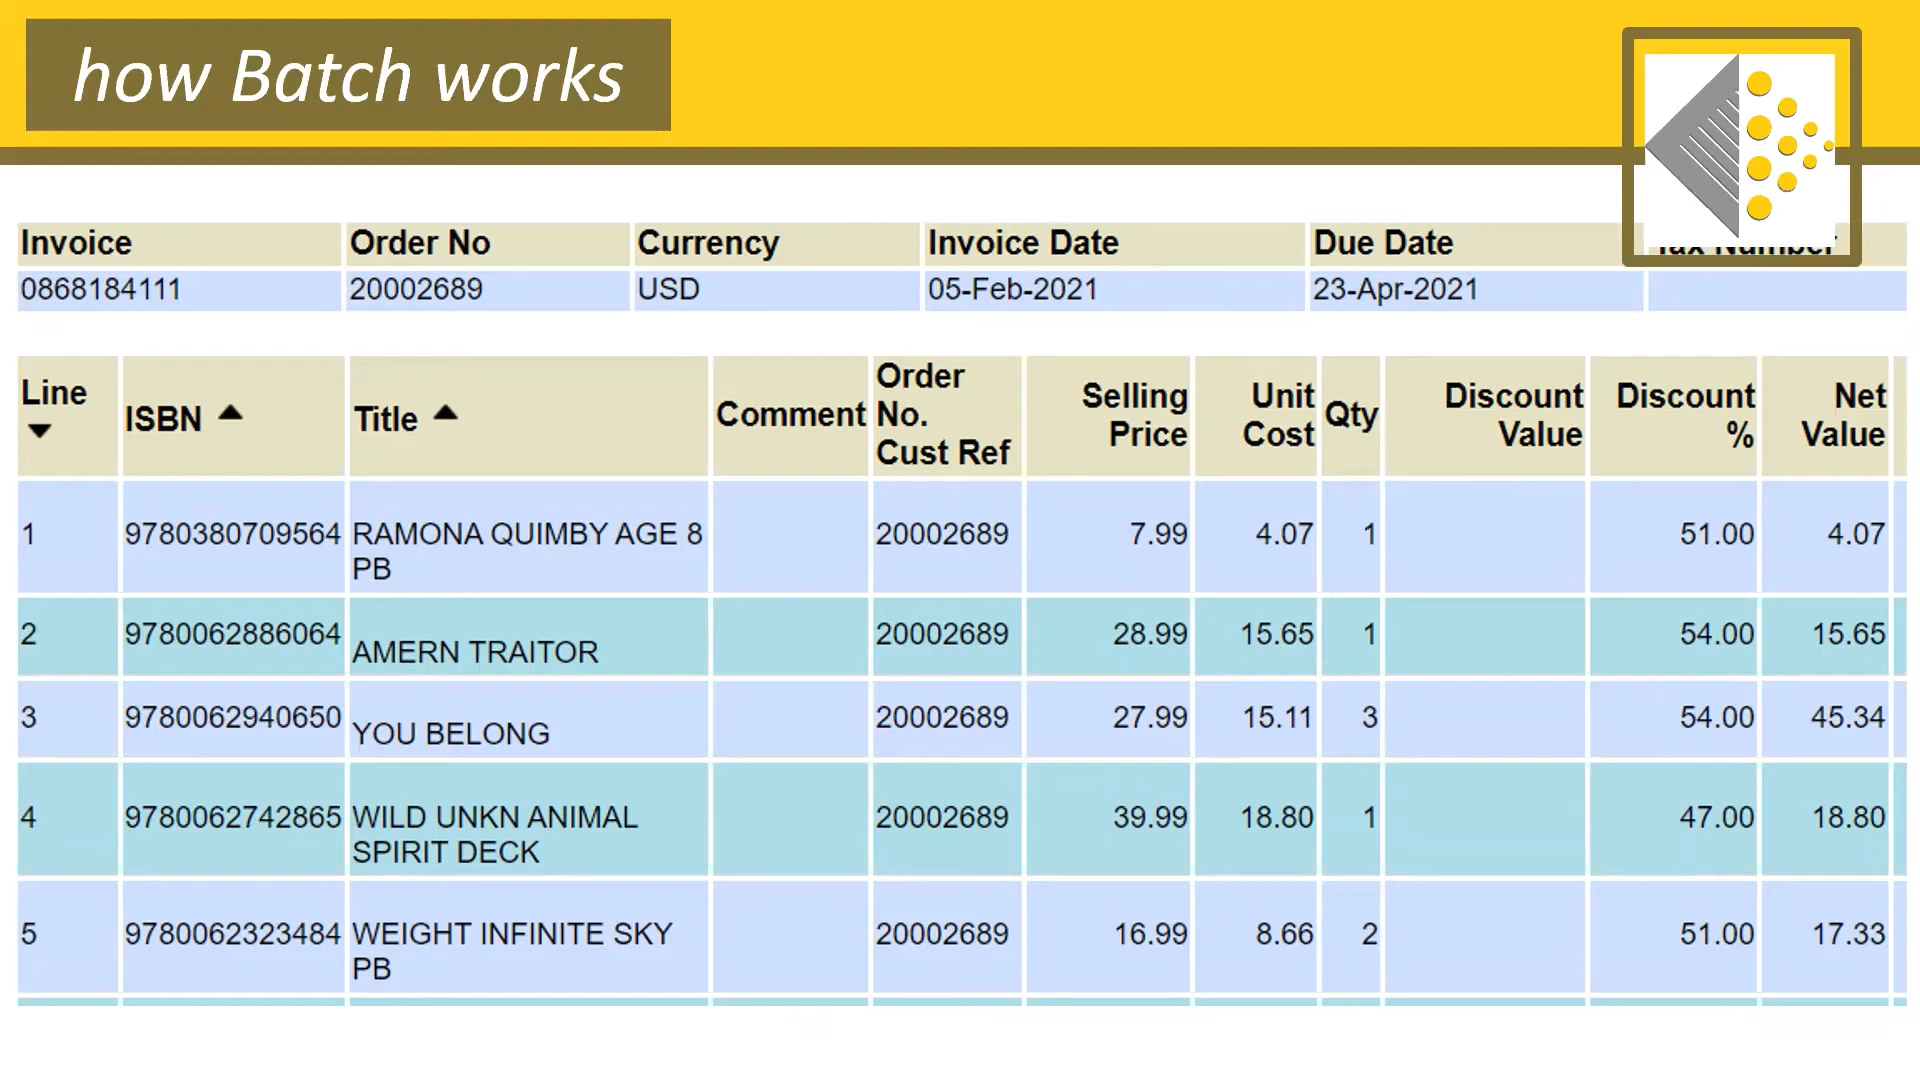 how Batch works
Invoice Order No Currency Invoice Date Due Date Tax Number
0868184111 20002689 USD 05-Feb-2021 23-Apr-2021
Line ISBN Title Comment Order No. Cust Ref Selling Price Unit Cost Qty Discount Value Discount % Net Value
1 9780380709564 RAMONA QUIMBY AGE 8 PB 20002689 7.99 4.07 1 51.00 4.07
2 9780062886064 AMERN TRAITOR 20002689 28.99 15.65 1 54.00 15.65
3 9780062940650 YOU BELONG 20002689 27.99 15.11 3 54.00 45.34
4 9780062742865 WILD UNKN ANIMAL SPIRIT DECK 20002689 39.99 18.80 1 47.00 18.80
5 9780062323484 WEIGHT INFINITE SKY PB 20002689 16.99 8.66 2 51.00 17.33